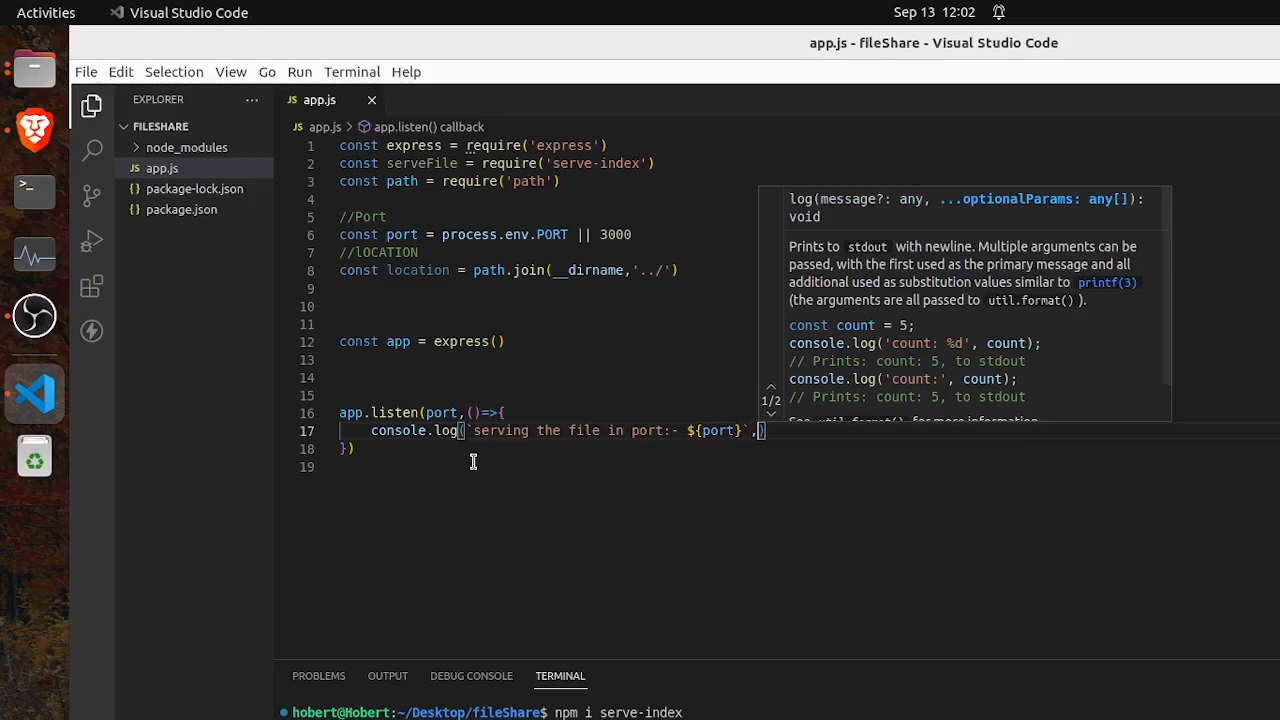 Activities Visual Studio Code Sep 13 12:02
app.js - fileShare - Visual Studio Code
File Edit Selection View Go Run Terminal Help
EXPLORER ···
FILESHARE
node_modules
JS app.js
{} package-lock.json
{} package.json
JS app.js
JS app.js > app.listen() callback
1 const express = require('express')
2 const serveFile = require('serve-index')
3 const path = require('path')
4
5 //Port
6 const port = process.env.PORT || 3000
7 //lOCATION
8 const location = path.join(__dirname,'../')
9
10
11
12 const app = express()
13
14
15
16 app.listen(port,()=>{
17 console.log(`serving the file in port:- ${port}`,)
18 })
19
log(message?: any, ...optionalParams: any[]):
void
Prints to stdout with newline. Multiple arguments can be
passed, with the first used as the primary message and all
additional used as substitution values similar to printf(3)
(the arguments are all passed to util.format() ).
const count = 5;
console.log('count: %d', count);
// Prints: count: 5, to stdout
console.log('count:', count);
// Prints: count: 5, to stdout
See util.format() for more information
1/2
PROBLEMS OUTPUT DEBUG CONSOLE TERMINAL
hobert@Hobert:~/Desktop/fileShare$ npm i serve-index